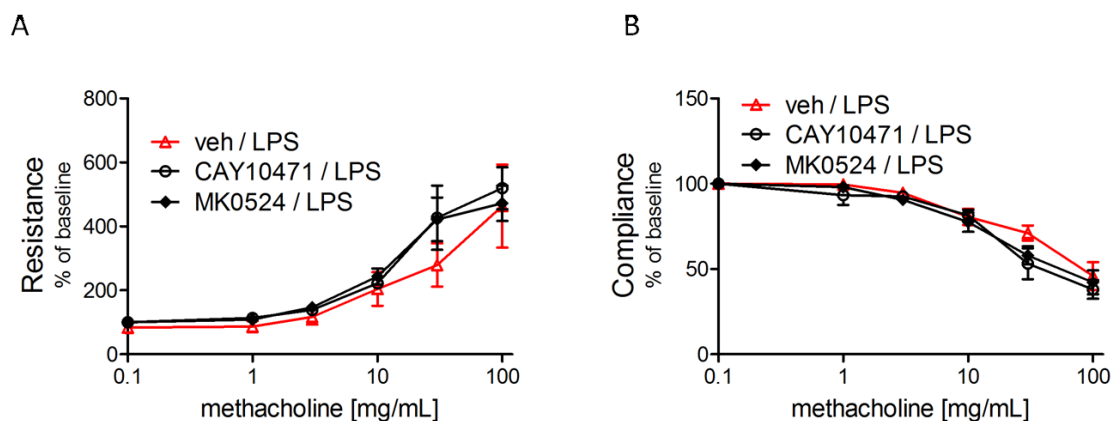 A
B
Resistance
% of baseline
800
600
400
200
0
veh / LPS
CAY10471 / LPS
MK0524 / LPS
0.1 1 10 100
methacholine [mg/mL]
Compliance
% of baseline
150
100
50
0
veh / LPS
CAY10471 / LPS
MK0524 / LPS
0.1 1 10 100
methacholine [mg/mL]